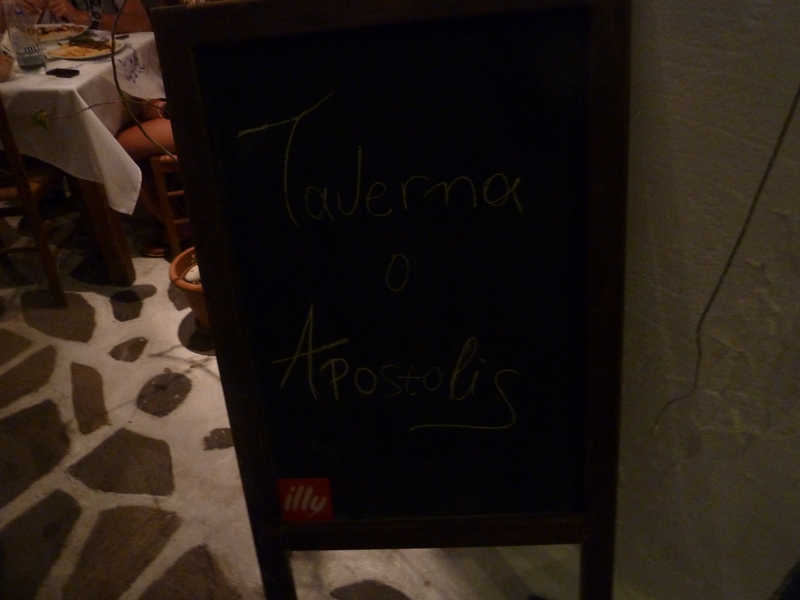 Taverna
o
Apostolis
illy